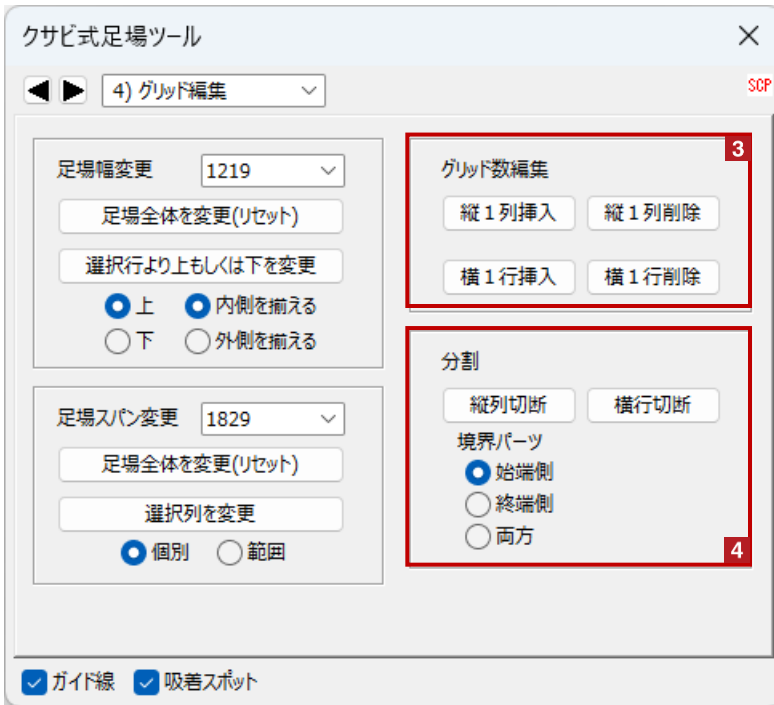 クサビ式足場ツール
4) グリッド編集
SCP
足場幅変更 1219
足場全体を変更(リセット)
選択行より上もしくは下を変更
上 内側を揃える
下 外側を揃える
足場スパン変更 1829
足場全体を変更(リセット)
選択列を変更
個別 範囲
3
グリッド数編集
縦1列挿入 縦1列削除
横1行挿入 横1行削除
分割
縦列切断 横行切断
境界パーツ
始端側
終端側
両方
4
ガイド線 吸着スポット